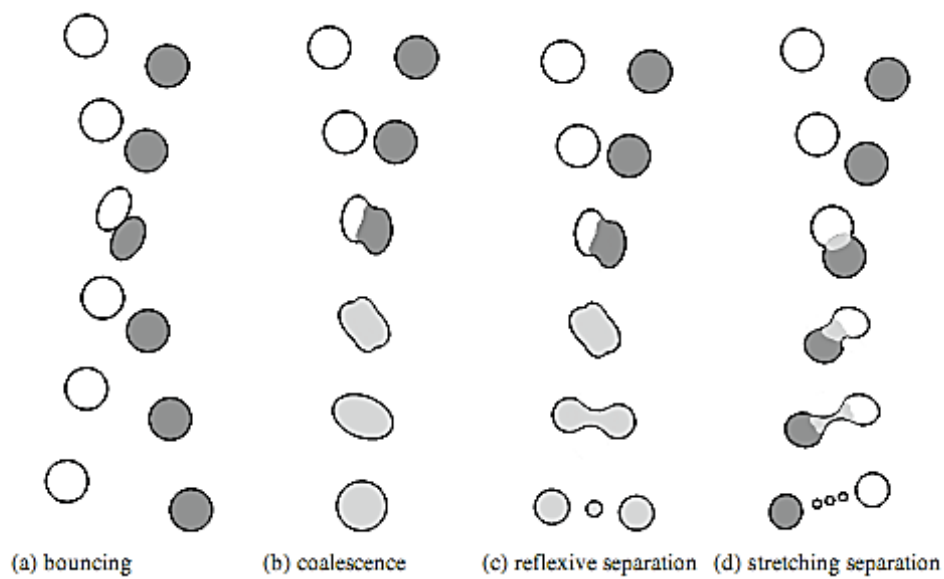 (a) bouncing
(b) coalescence
(c) reflexive separation
(d) stretching separation